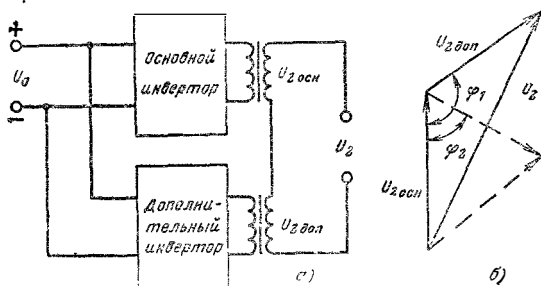 +
U₀
−
Основной
инвертор
U₂ осн
Дополни-
тельный
инвертор
U₂ доп
U₂
а)
U₂ доп
φ₁
U₂
φ₂
U₂ осн
б)